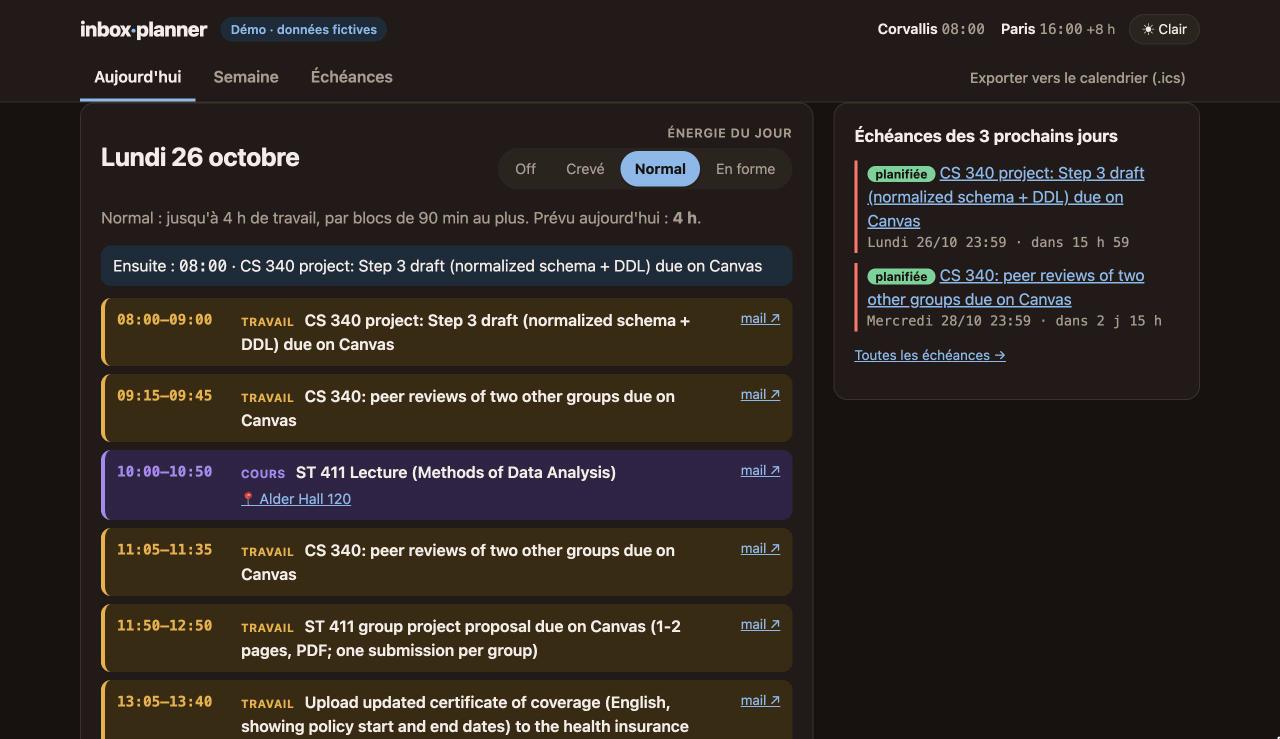 inbox·planner
Démo · données fictives
Corvallis 08:00 Paris 16:00 +8 h
☀ Clair
Aujourd'hui
Semaine
Échéances
Exporter vers le calendrier (.ics)
Lundi 26 octobre
ÉNERGIE DU JOUR
Off
Crevé
Normal
En forme
Normal : jusqu'à 4 h de travail, par blocs de 90 min au plus. Prévu aujourd'hui : 4 h.
Ensuite : 08:00 · CS 340 project: Step 3 draft (normalized schema + DDL) due on Canvas
08:00–09:00 TRAVAIL CS 340 project: Step 3 draft (normalized schema + mail ↗
DDL) due on Canvas
09:15–09:45 TRAVAIL CS 340: peer reviews of two other groups due on mail ↗
Canvas
10:00–10:50 COURS ST 411 Lecture (Methods of Data Analysis) mail ↗
📍 Alder Hall 120
11:05–11:35 TRAVAIL CS 340: peer reviews of two other groups due on mail ↗
Canvas
11:50–12:50 TRAVAIL ST 411 group project proposal due on Canvas (1-2 mail ↗
pages, PDF; one submission per group)
13:05–13:40 TRAVAIL Upload updated certificate of coverage (English, mail ↗
showing policy start and end dates) to the health insurance
Échéances des 3 prochains jours
planifiée CS 340 project: Step 3 draft
(normalized schema + DDL) due on
Canvas
Lundi 26/10 23:59 · dans 15 h 59
planifiée CS 340: peer reviews of two
other groups due on Canvas
Mercredi 28/10 23:59 · dans 2 j 15 h
Toutes les échéances →